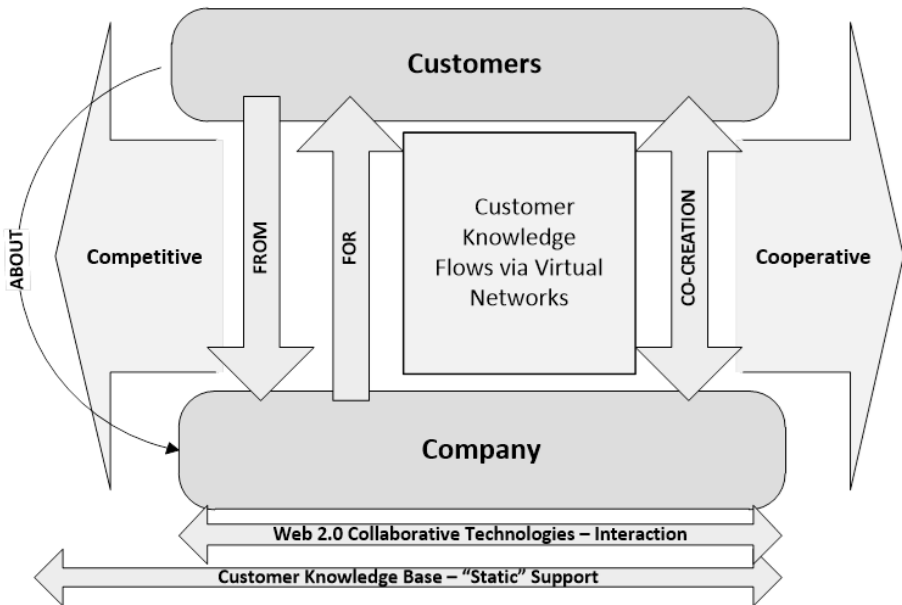 Customers
ABOUT
Competitive
FROM
FOR
Customer
Knowledge
Flows via Virtual
Networks
CO-CREATION
Cooperative
Company
Web 2.0 Collaborative Technologies – Interaction
Customer Knowledge Base – “Static” Support